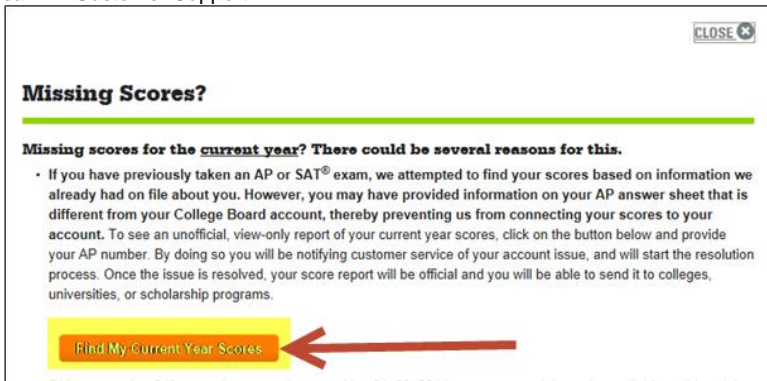 CLOSE
Missing Scores?
Missing scores for the current year? There could be several reasons for this.
• If you have previously taken an AP or SAT® exam, we attempted to find your scores based on information we
already had on file about you. However, you may have provided information on your AP answer sheet that is
different from your College Board account, thereby preventing us from connecting your scores to your
account. To see an unofficial, view-only report of your current year scores, click on the button below and provide
your AP number. By doing so you will be notifying customer service of your account issue, and will start the resolution
process. Once the issue is resolved, your score report will be official and you will be able to send it to colleges,
universities, or scholarship programs.
Find My Current Year Scores